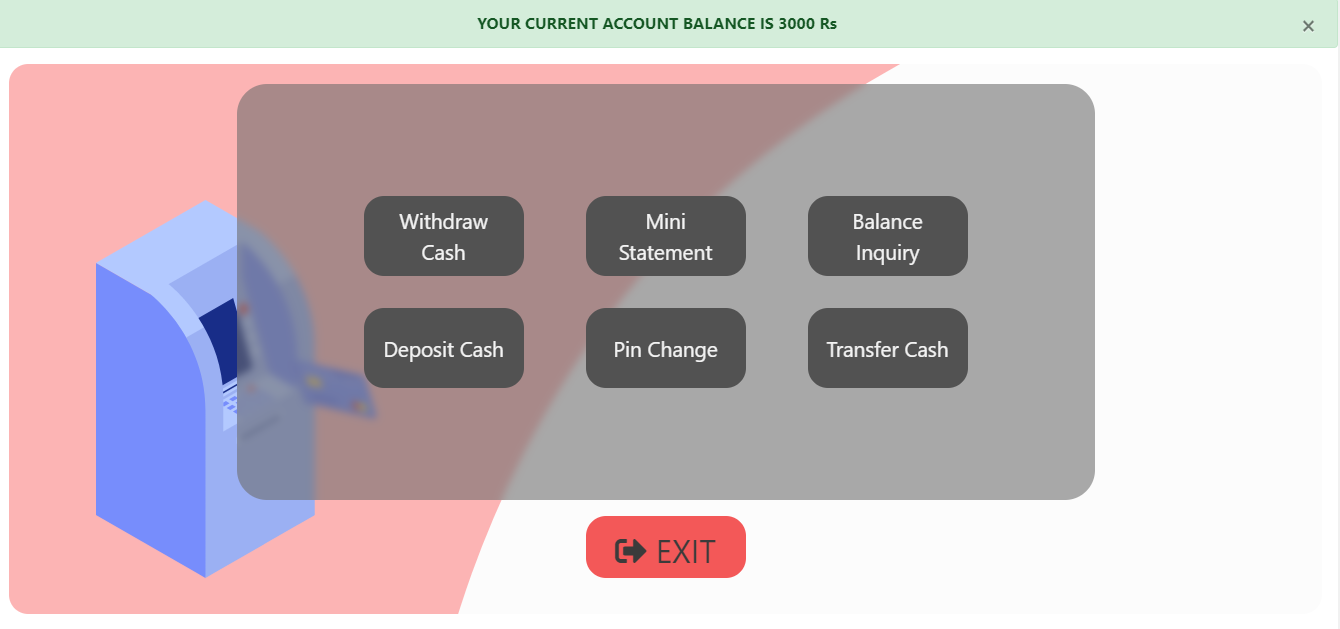 YOUR CURRENT ACCOUNT BALANCE IS 3000 Rs
×
Withdraw
Cash
Mini
Statement
Balance
Inquiry
Deposit Cash
Pin Change
Transfer Cash
EXIT